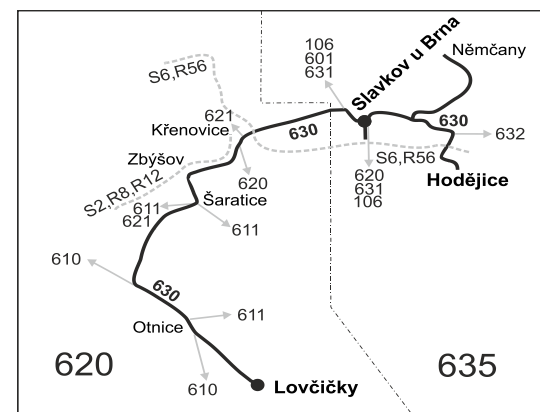 106
601
631
Slavkov u Brna
Němčany
S6,R56
621
Křenovice
630
630
632
Zbýšov
S6,R56
620
620
631
106
Hodějice
S2,R8,R12
Šaratice
611
621
611
610
630
Otnice
611
620
635
610
Lovčičky